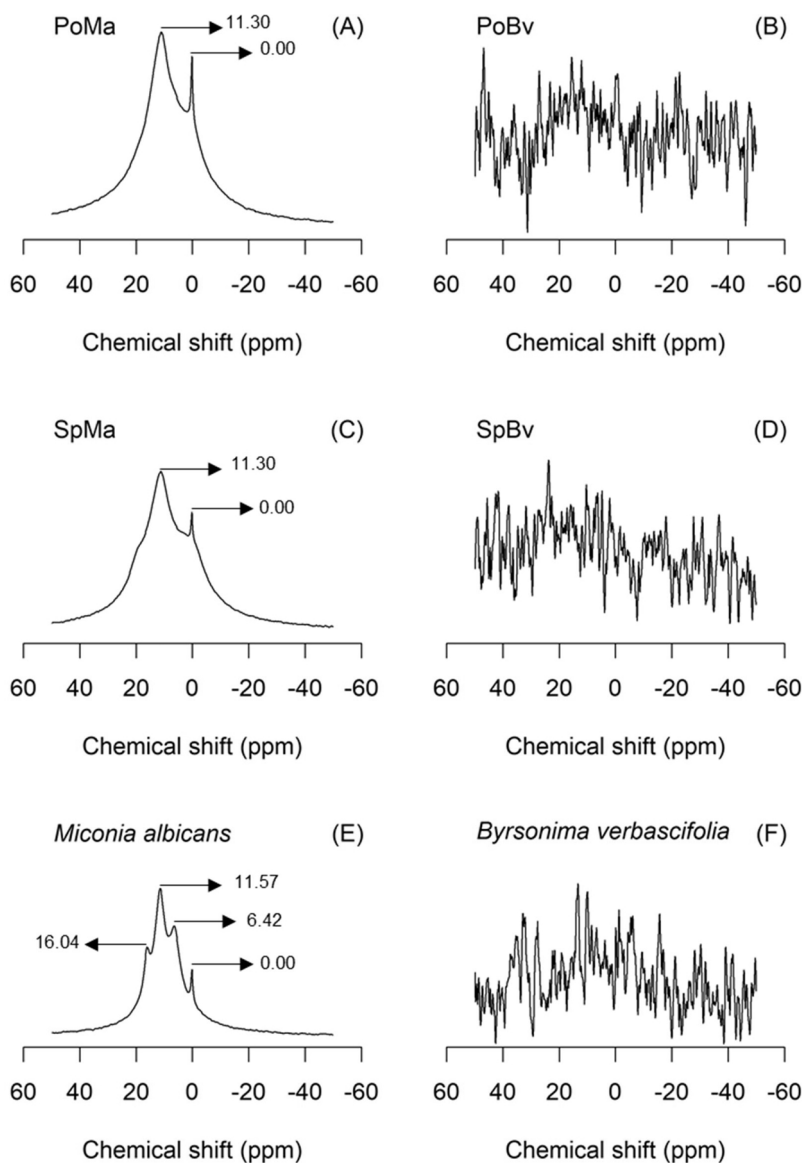 PoMa
11.30
(A)
0.00
60 40 20 0 -20 -40 -60
Chemical shift (ppm)
PoBv
(B)
60 40 20 0 -20 -40 -60
Chemical shift (ppm)
SpMa
(C)
11.30
0.00
60 40 20 0 -20 -40 -60
Chemical shift (ppm)
SpBv
(D)
60 40 20 0 -20 -40 -60
Chemical shift (ppm)
Miconia albicans
(E)
11.57
6.42
16.04
0.00
60 40 20 0 -20 -40 -60
Chemical shift (ppm)
Byrsonima verbascifolia
(F)
60 40 20 0 -20 -40 -60
Chemical shift (ppm)